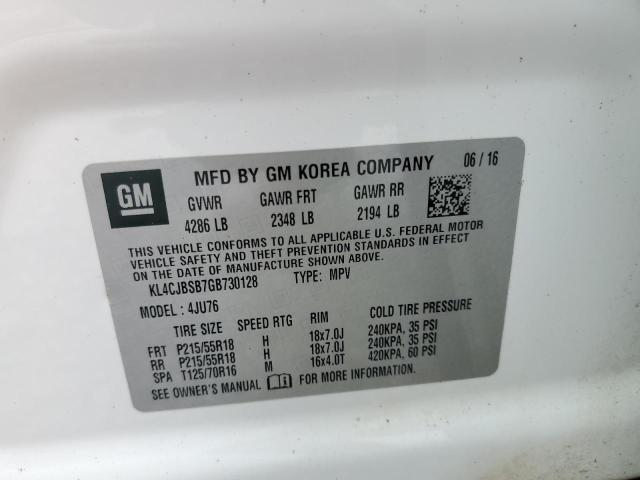 GM
MFD BY GM KOREA COMPANY 06 / 16
GVWR GAWR FRT GAWR RR
4286 LB 2348 LB 2194 LB
THIS VEHICLE CONFORMS TO ALL APPLICABLE U.S. FEDERAL MOTOR
VEHICLE SAFETY AND THEFT PREVENTION STANDARDS IN EFFECT
ON THE DATE OF MANUFACTURE SHOWN ABOVE.
KL4CJBSB7GB730128 TYPE: MPV
MODEL : 4JU76
TIRE SIZE SPEED RTG RIM COLD TIRE PRESSURE
FRT P215/55R18 H 18x7.0J 240KPA, 35 PSI
RR P215/55R18 H 18x7.0J 240KPA, 35 PSI
SPA T125/70R16 M 16x4.0T 420KPA, 60 PSI
SEE OWNER'S MANUAL FOR MORE INFORMATION.